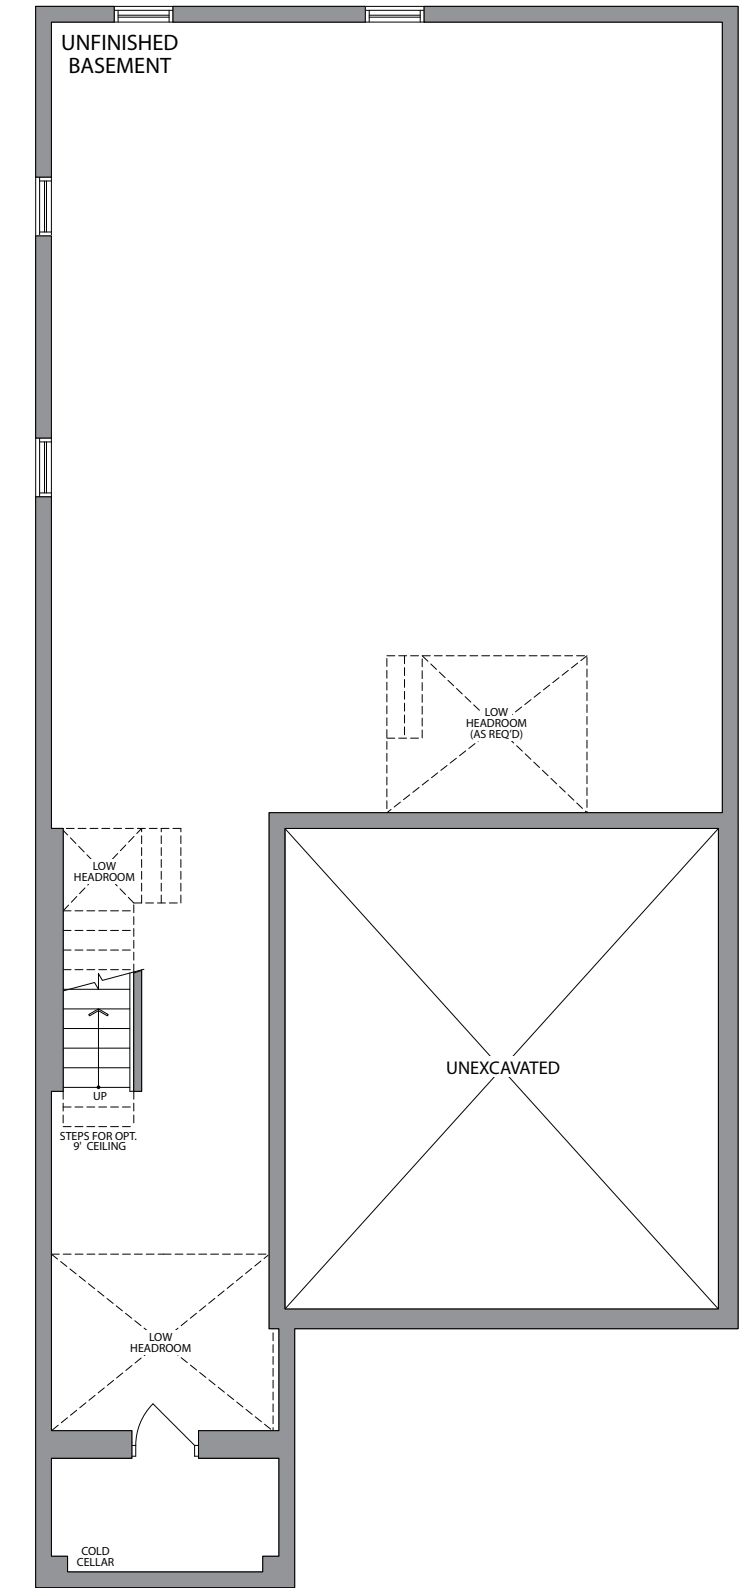 UNFINISHED
BASEMENT
LOW
HEADROOM
(AS REQ'D)
LOW
HEADROOM
UNEXCAVATED
UP
STEPS FOR OPT.
9' CEILING
LOW
HEADROOM
COLD
CELLAR